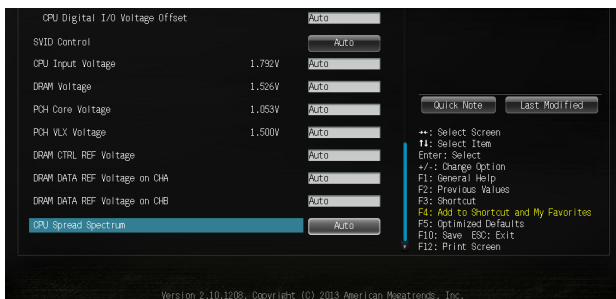 CPU Digital I/O Voltage Offset Auto
SVID Control Auto
CPU Input Voltage 1.792V Auto
DRAM Voltage 1.526V Auto
PCH Core Voltage 1.053V Auto
PCH VLX Voltage 1.500V Auto
DRAM CTRL REF Voltage Auto
DRAM DATA REF Voltage on CHA Auto
DRAM DATA REF Voltage on CHB Auto
CPU Spread Spectrum Auto
Quick Note Last Modified
→←: Select Screen
↑↓: Select Item
Enter: Select
+/-: Change Option
F1: General Help
F2: Previous Values
F3: Shortcut
F4: Add to Shortcut and My Favorites
F5: Optimized Defaults
F10: Save ESC: Exit
F12: Print Screen
Version 2.10.1208. Copyright (C) 2013 American Megatrends, Inc.